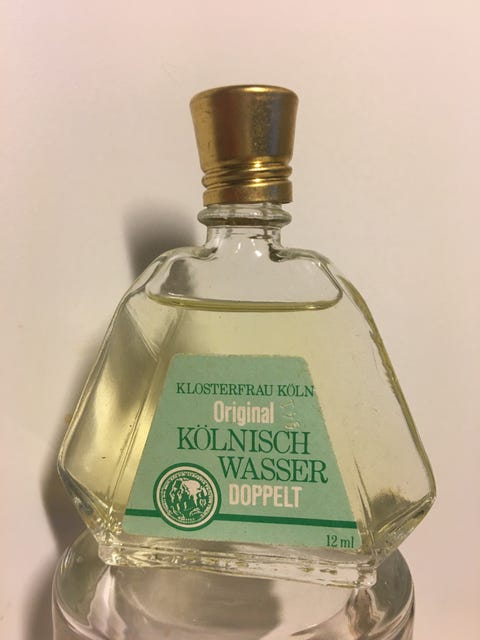 KLOSTERFRAU KÖLN
Original
KÖLNISCH
WASSER
DOPPELT
12 ml